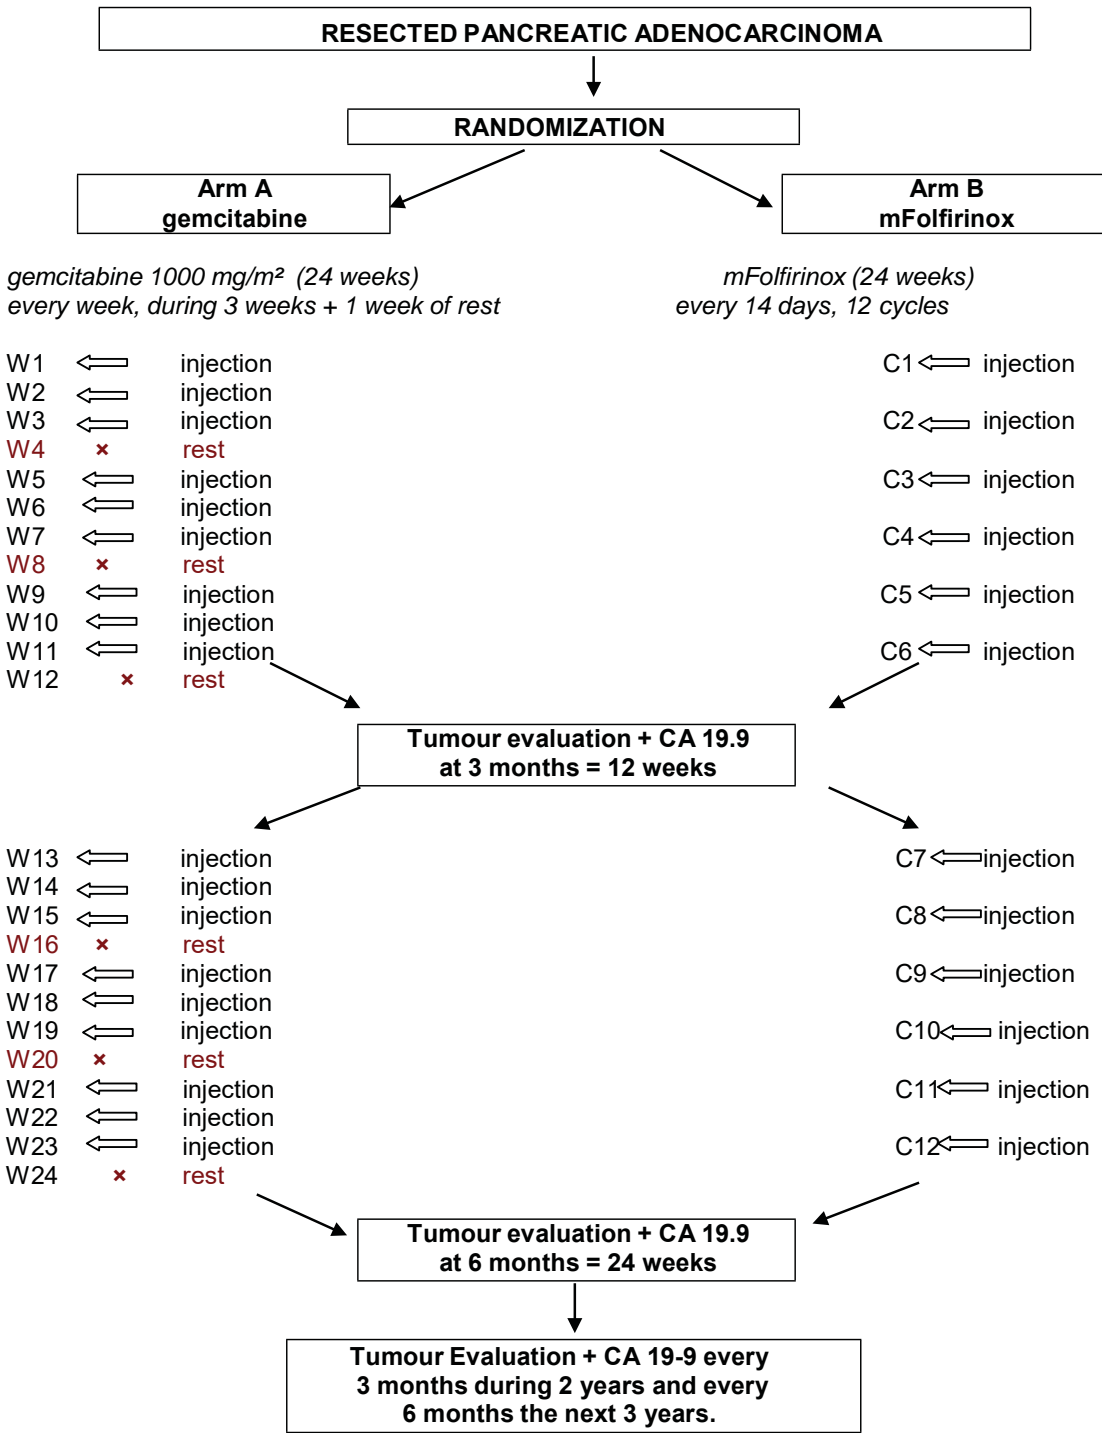 RESECTED PANCREATIC ADENOCARCINOMA
RANDOMIZATION
Arm A
gemcitabine
Arm B
mFolfirinox
gemcitabine 1000 mg/m² (24 weeks)
every week, during 3 weeks + 1 week of rest
mFolfirinox (24 weeks)
every 14 days, 12 cycles
W1 injection
W2 injection
W3 injection
W4 × rest
W5 injection
W6 injection
W7 injection
W8 × rest
W9 injection
W10 injection
W11 injection
W12 × rest
C1 injection
C2 injection
C3 injection
C4 injection
C5 injection
C6 injection
Tumour evaluation + CA 19.9
at 3 months = 12 weeks
W13 injection
W14 injection
W15 injection
W16 × rest
W17 injection
W18 injection
W19 injection
W20 × rest
W21 injection
W22 injection
W23 injection
W24 × rest
C7 injection
C8 injection
C9 injection
C10 injection
C11 injection
C12 injection
Tumour evaluation + CA 19.9
at 6 months = 24 weeks
Tumour Evaluation + CA 19-9 every
3 months during 2 years and every
6 months the next 3 years.